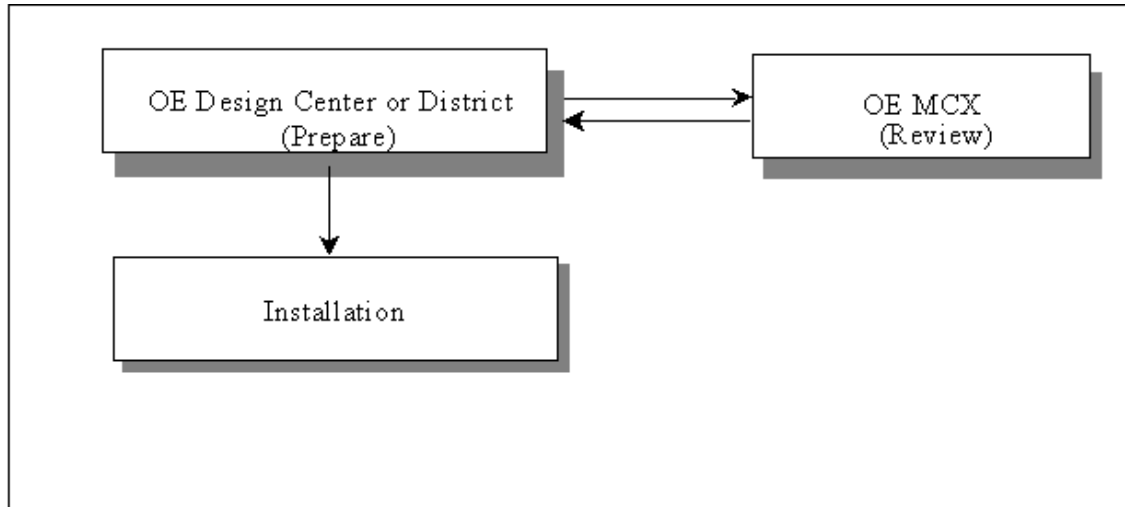 OE Design Center or District
(Prepare)
OE MCX
(Review)
Installation